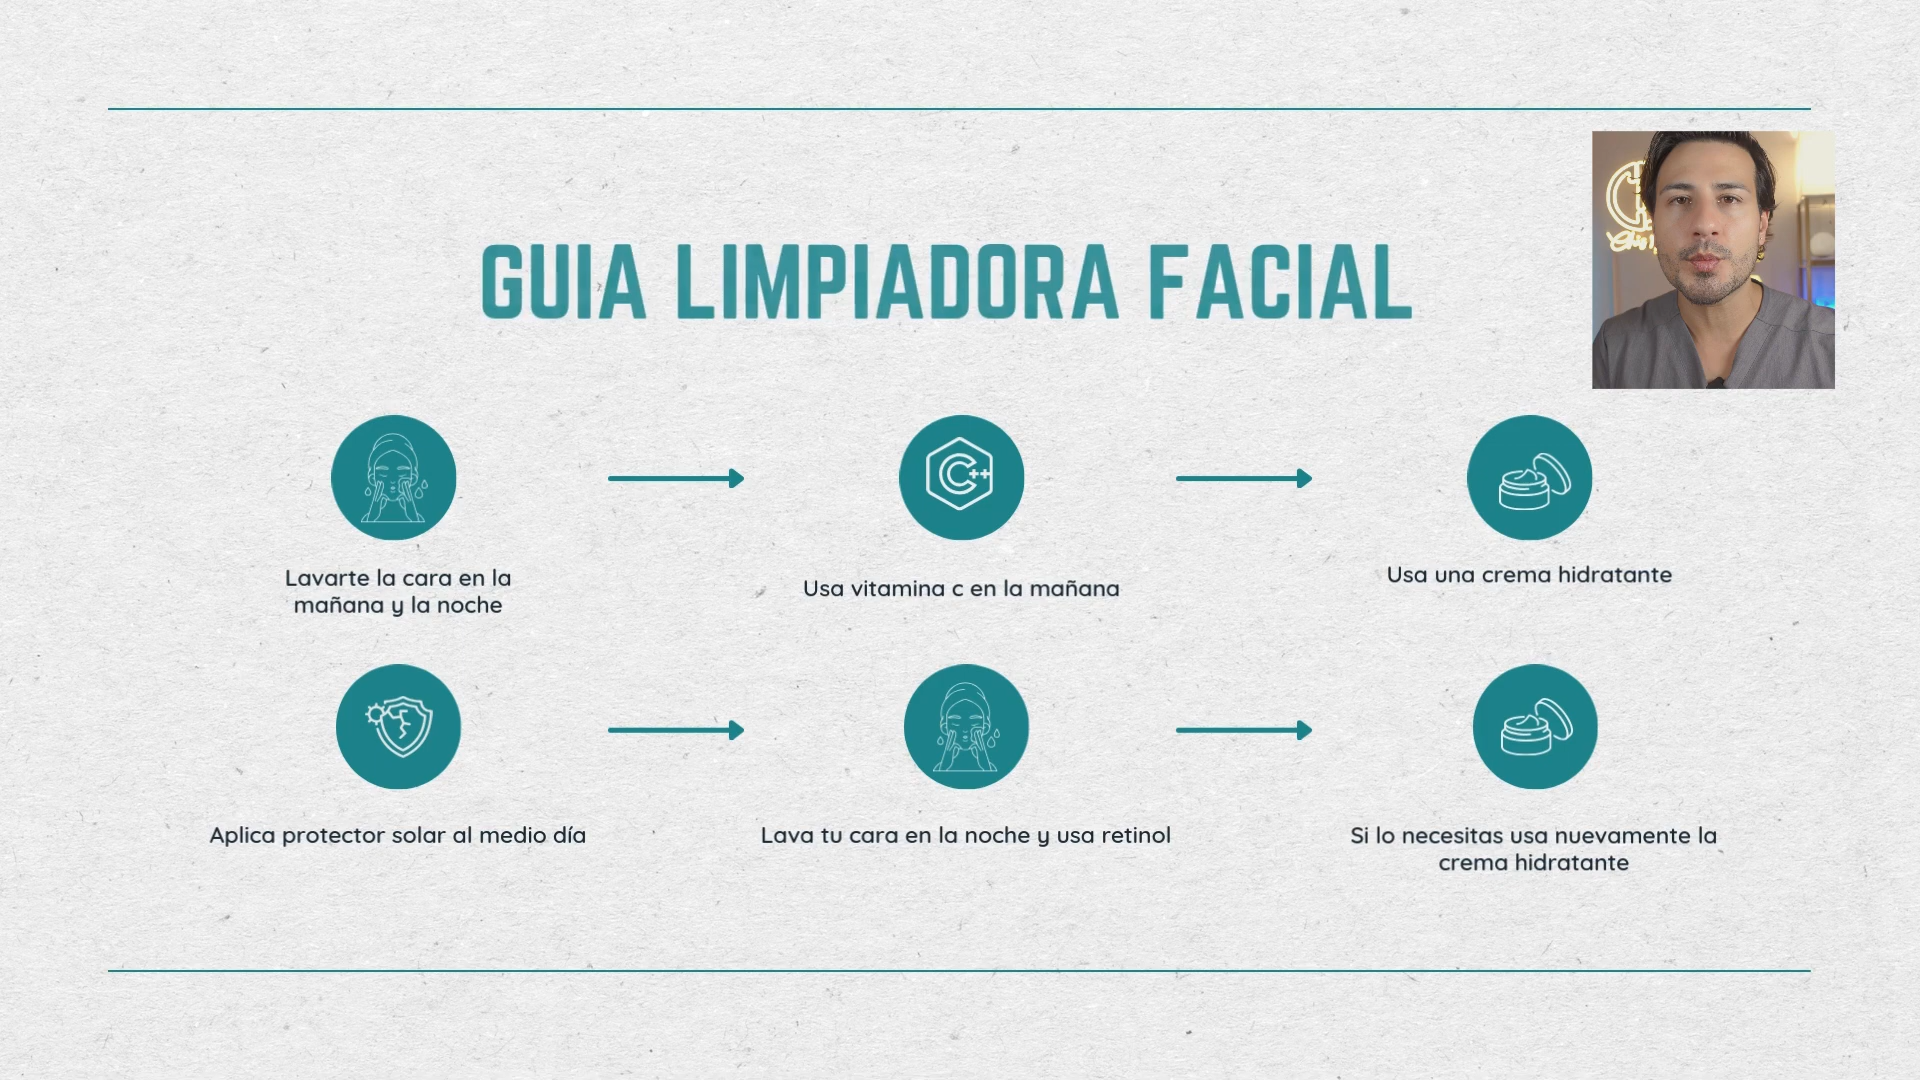 GUIA LIMPIADORA FACIAL
C++
Lavarte la cara en la
mañana y la noche
Usa vitamina c en la mañana
Usa una crema hidratante
Aplica protector solar al medio día
Lava tu cara en la noche y usa retinol
Si lo necesitas usa nuevamente la
crema hidratante